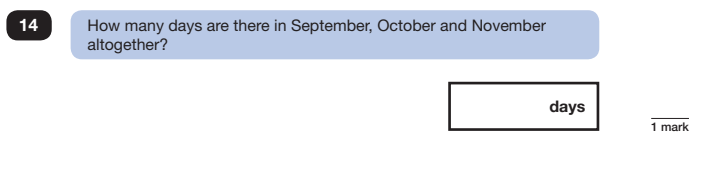 14
How many days are there in September, October and November
altogether?
days
1 mark